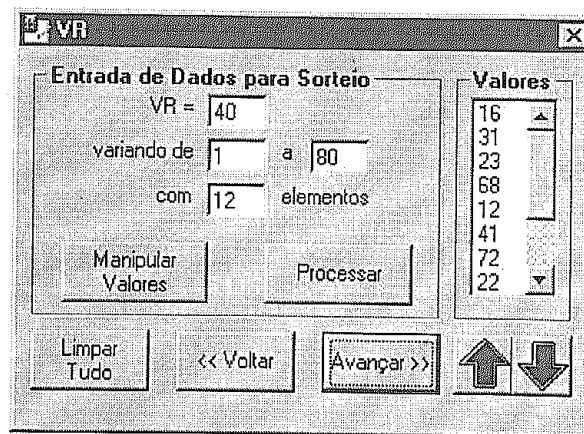 VR
Entrada de Dados para Sorteio
VR = 40
variando de 1 a 80
com 12 elementos
Manipular
Valores
Processar
Valores
16
31
23
68
12
41
72
22
Limpar
Tudo
<< Voltar
Avançar >>